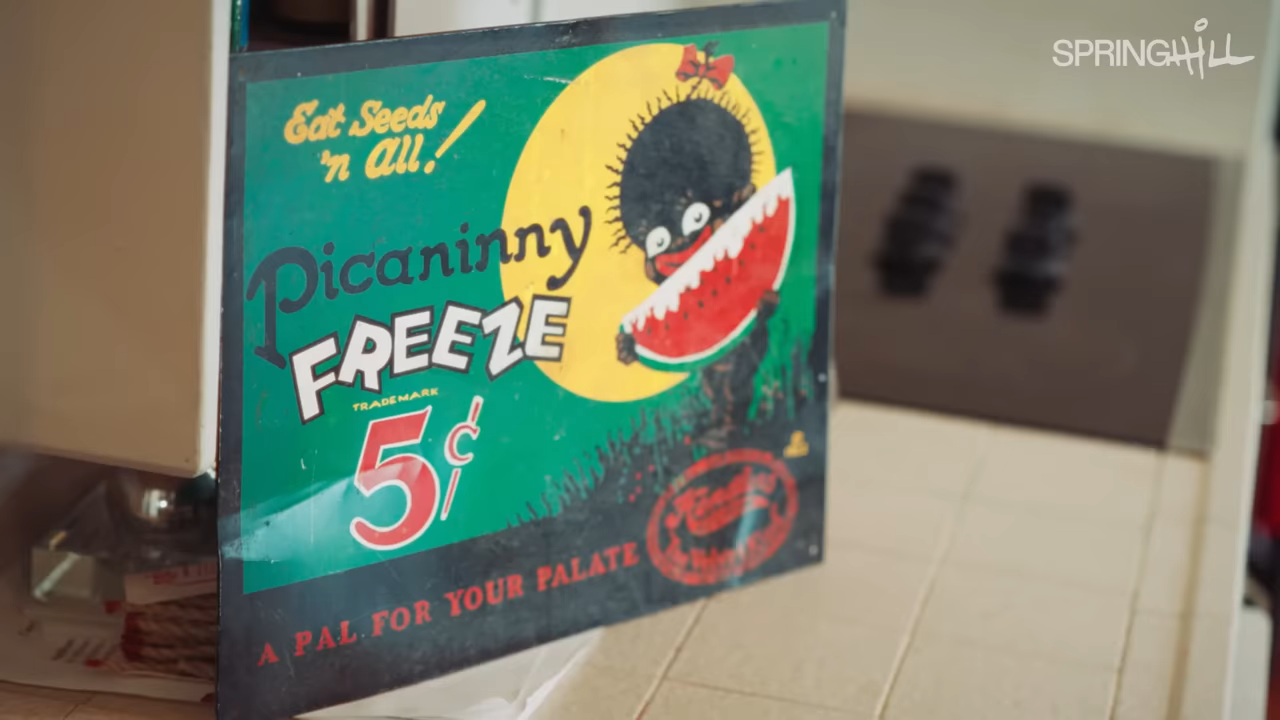 SPRINGHILL
Eat Seeds
'n All!
Picaninny
FREEZE
TRADEMARK
5¢
A PAL FOR YOUR PALATE